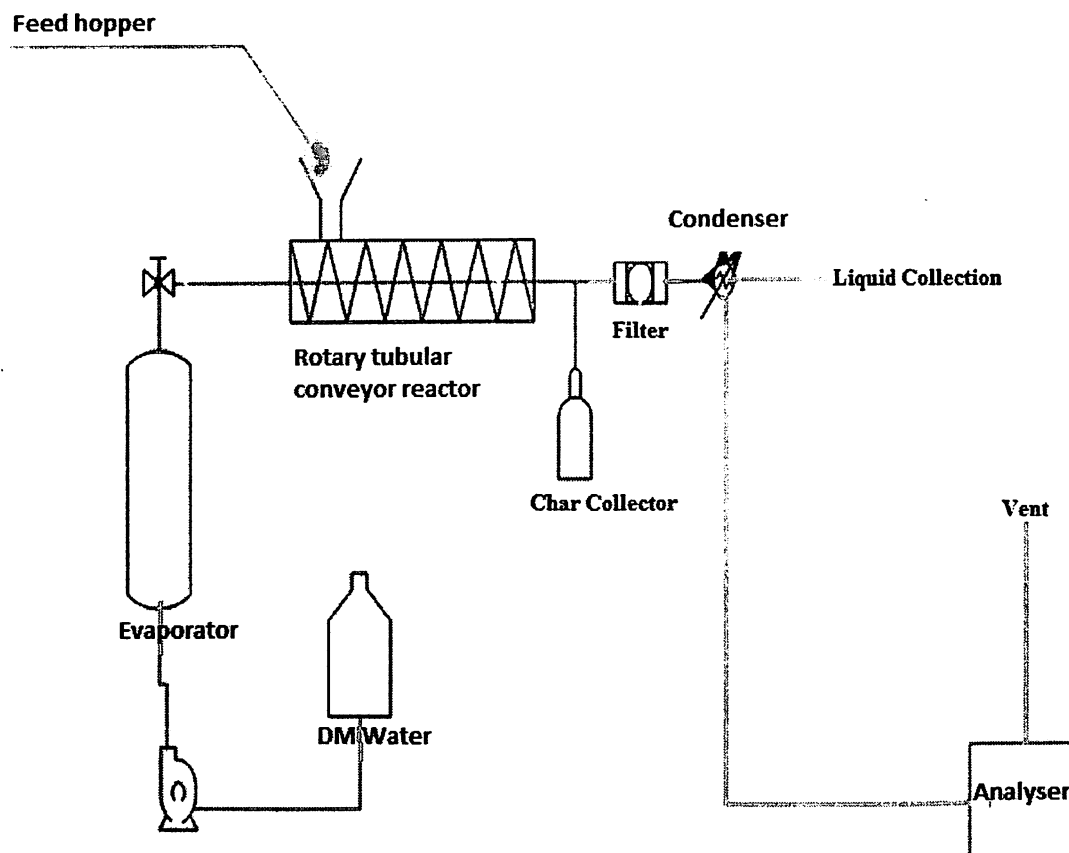 Feed hopper
Condenser
Liquid Collection
Filter
Rotary tubular
conveyor reactor
Char Collector
Vent
Evaporator
DM Water
Analyser